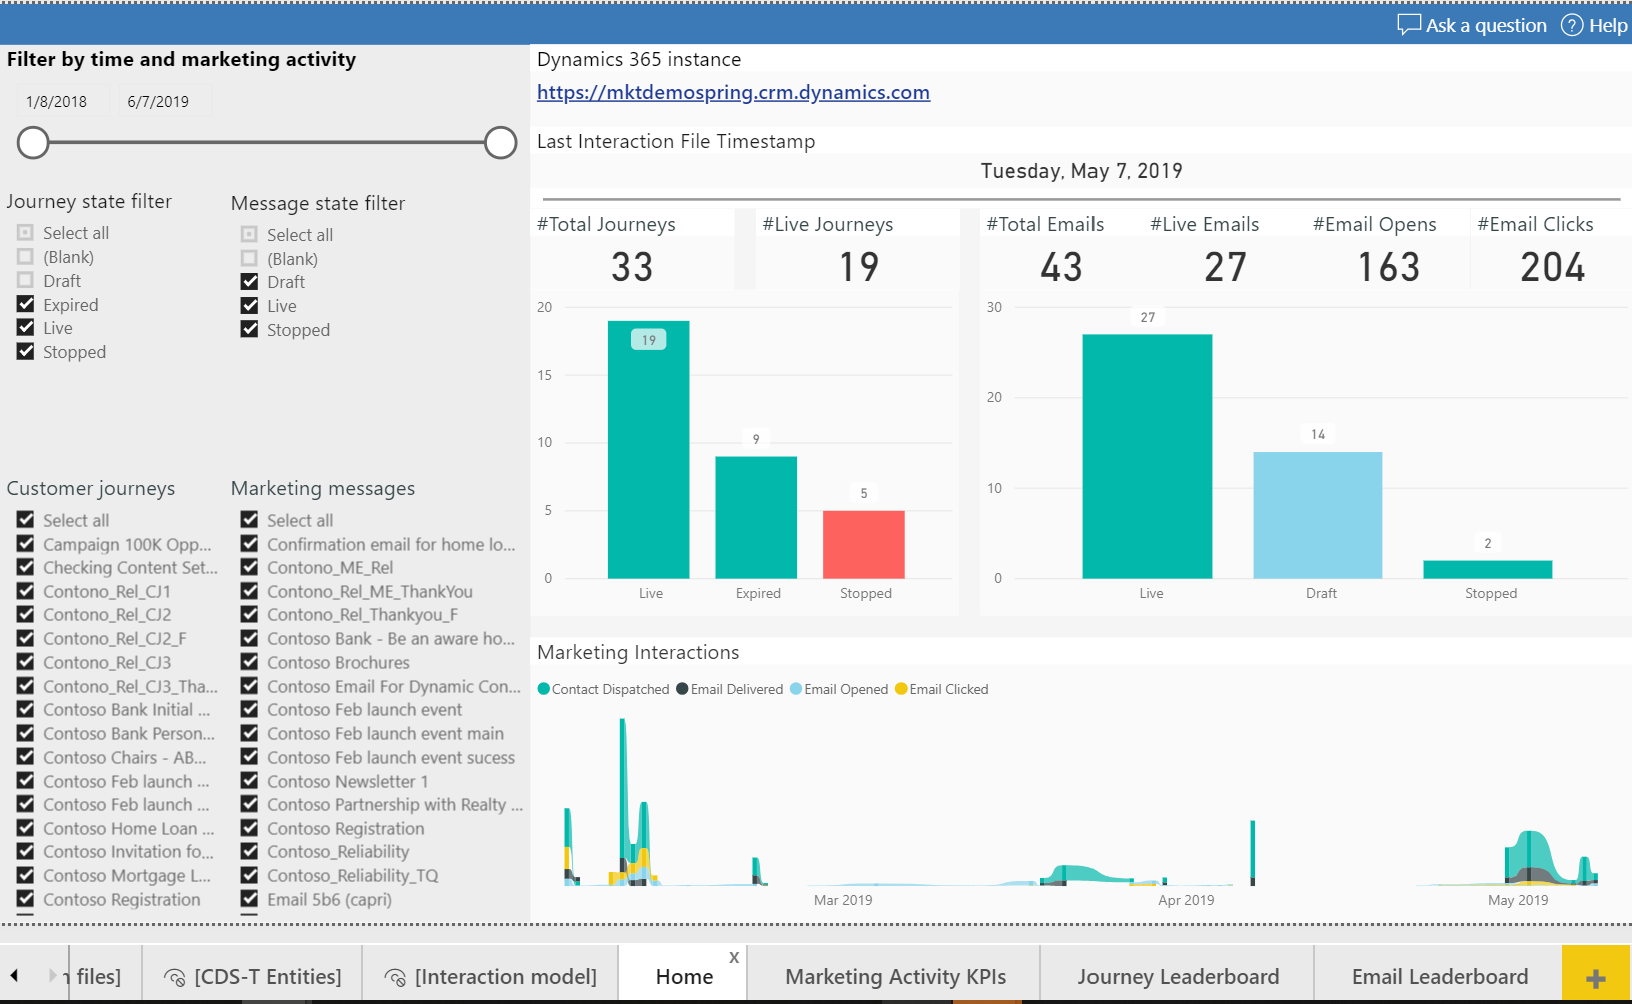 Ask a question Help
Filter by time and marketing activity
1/8/2018 6/7/2019
Journey state filter
Select all
(Blank)
Draft
Expired
Live
Stopped
Message state filter
Select all
(Blank)
Draft
Live
Stopped
Customer journeys
Select all
Campaign 100K Opp...
Checking Content Set...
Contono_Rel_CJ1
Contono_Rel_CJ2
Contono_Rel_CJ2_F
Contono_Rel_CJ3
Contono_Rel_CJ3_Tha...
Contoso Bank Initial ...
Contoso Bank Person...
Contoso Chairs - AB...
Contoso Feb launch ...
Contoso Feb launch ...
Contoso Home Loan ...
Contoso Invitation fo...
Contoso Mortgage L...
Contoso Registration
Marketing messages
Select all
Confirmation email for home lo...
Contono_ME_Rel
Contono_Rel_ME_ThankYou
Contono_Rel_Thankyou_F
Contoso Bank - Be an aware ho...
Contoso Brochures
Contoso Email For Dynamic Con...
Contoso Feb launch event
Contoso Feb launch event main
Contoso Feb launch event sucess
Contoso Newsletter 1
Contoso Partnership with Realty ...
Contoso Registration
Contoso_Reliability
Contoso_Reliability_TQ
Email 5b6 (capri)
Dynamics 365 instance
https://mktdemospring.crm.dynamics.com
Last Interaction File Timestamp
Tuesday, May 7, 2019
#Total Journeys #Live Journeys #Total Emails #Live Emails #Email Opens #Email Clicks
33 19 43 27 163 204
20
15
10
5
0
19
9
5
Live Expired Stopped
30
20
10
0
27
14
2
Live Draft Stopped
Marketing Interactions
Contact Dispatched Email Delivered Email Opened Email Clicked
Mar 2019 Apr 2019 May 2019
files] [CDS-T Entities] [Interaction model] Home X Marketing Activity KPIs Journey Leaderboard Email Leaderboard +